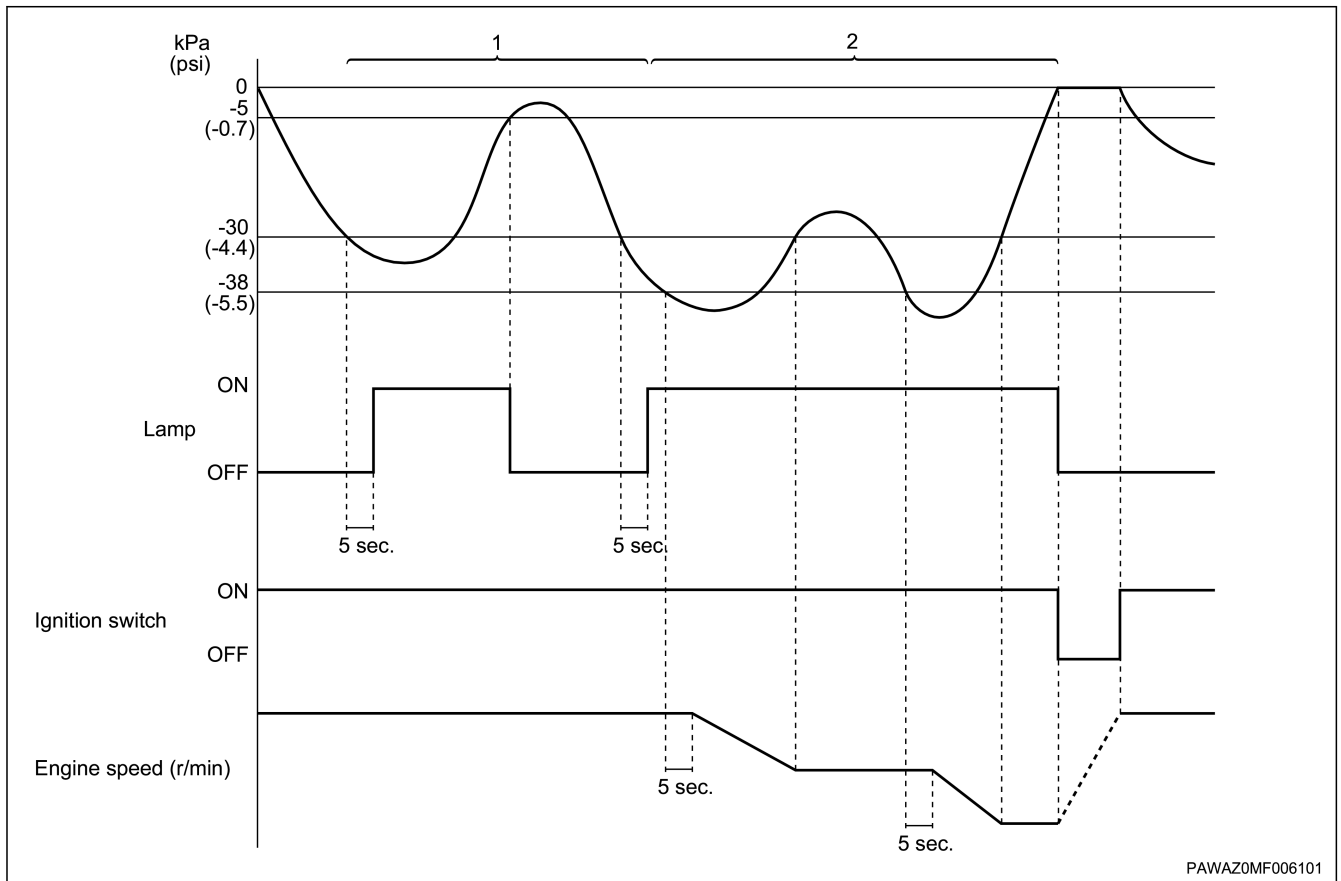 kPa
(psi)
1
2
0
-5
(-0.7)
-30
(-4.4)
-38
(-5.5)
ON
Lamp
OFF
5 sec.
5 sec.
ON
Ignition switch
OFF
Engine speed (r/min)
5 sec.
5 sec.
PAWAZ0MF006101